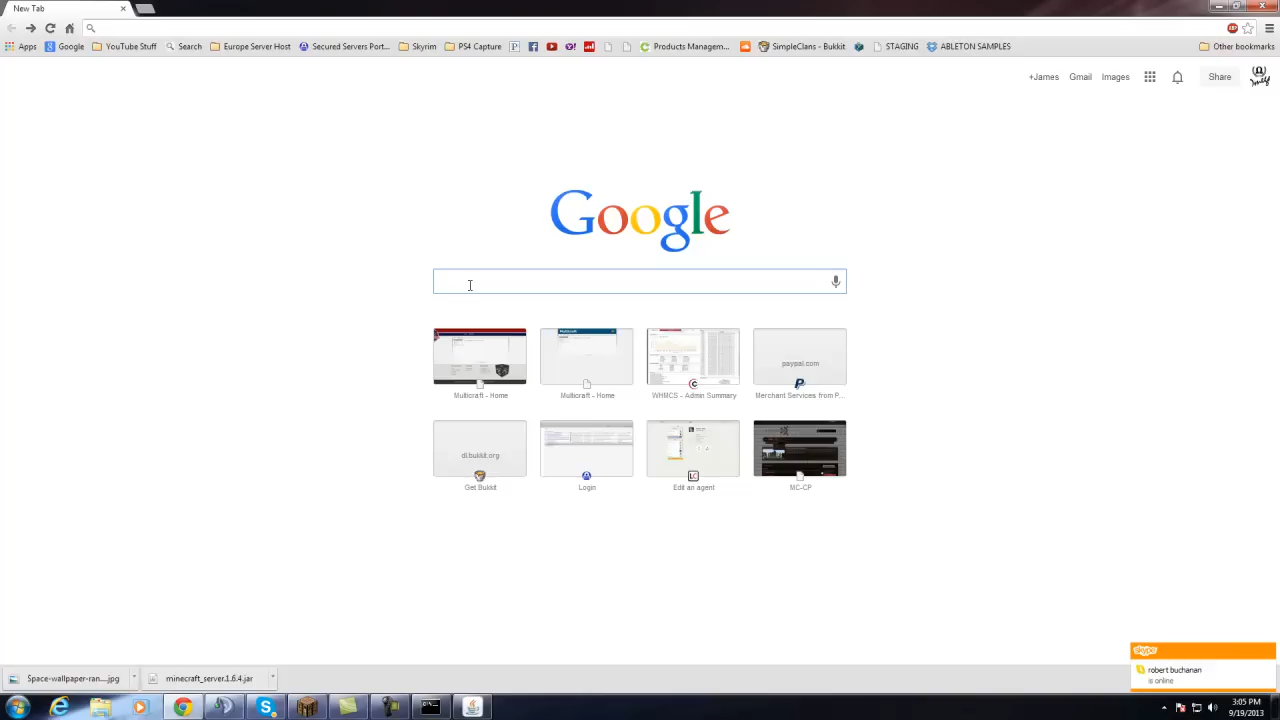 New Tab
Apps Google YouTube Stuff Search Europe Server Host Secured Servers Port... Skyrim PS4 Capture Products Managem... SimpleClans - Bukkit STAGING ABLETON SAMPLES Other bookmarks
+James Gmail Images Share
Google
Multicraft - Home Multicraft - Home WHMCS - Admin Summary Merchant Services from P...
paypal.com
dl.bukkit.org
Get Bukkit Login Edit an agent MC-CP
skype
robert buchanan
is online
Space-wallpaper-ran....jpg minecraft_server.1.6.4.jar
3:05 PM
9/19/2013